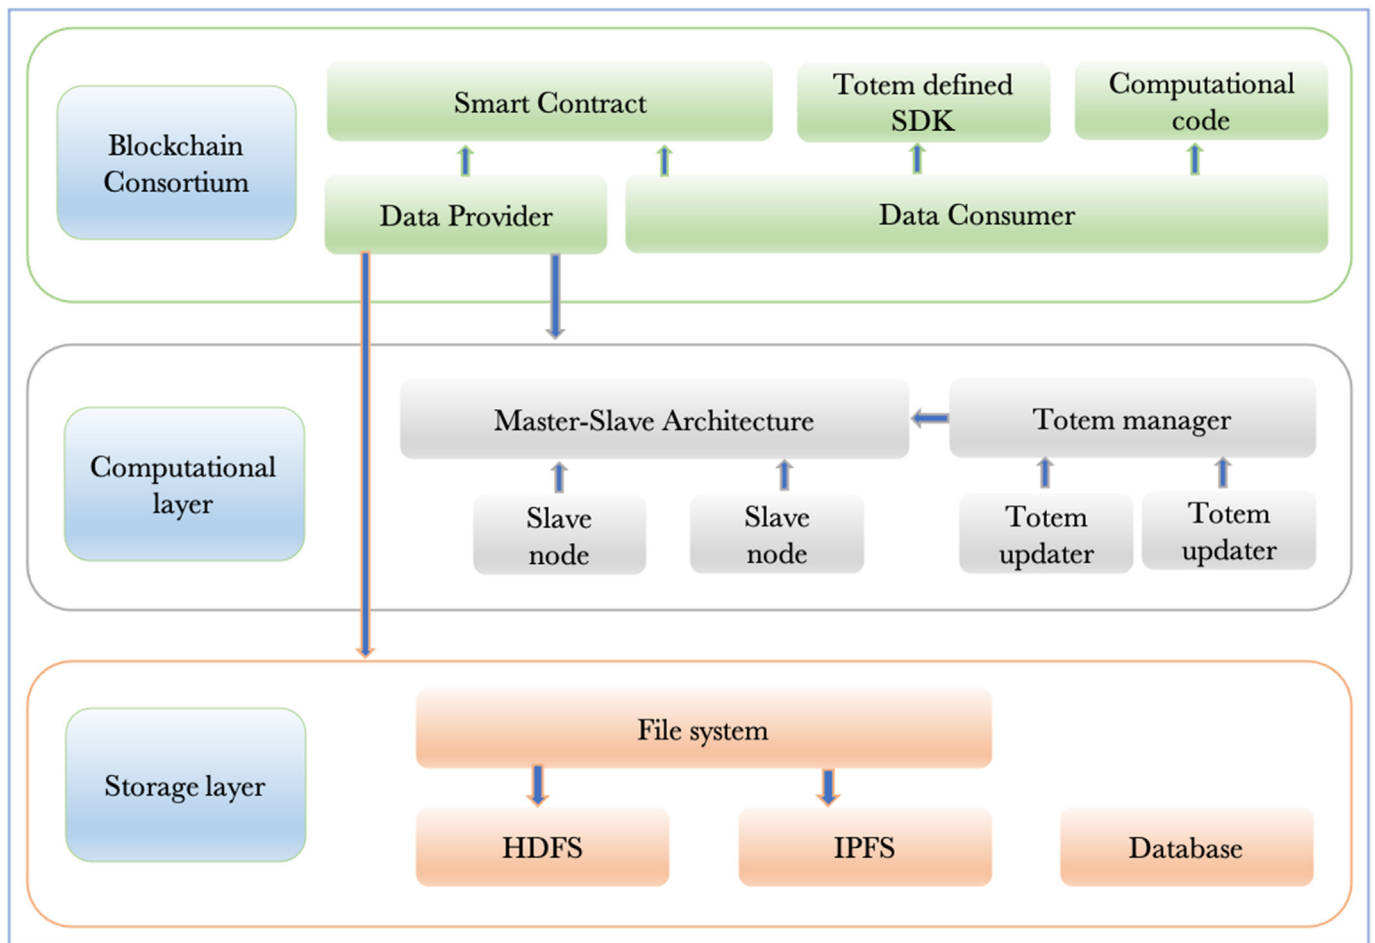 Blockchain
Consortium
Smart Contract
Totem defined
SDK
Computational
code
Data Provider
Data Consumer
Computational
layer
Master-Slave Architecture
Totem manager
Slave
node
Slave
node
Totem
updater
Totem
updater
Storage layer
File system
HDFS
IPFS
Database